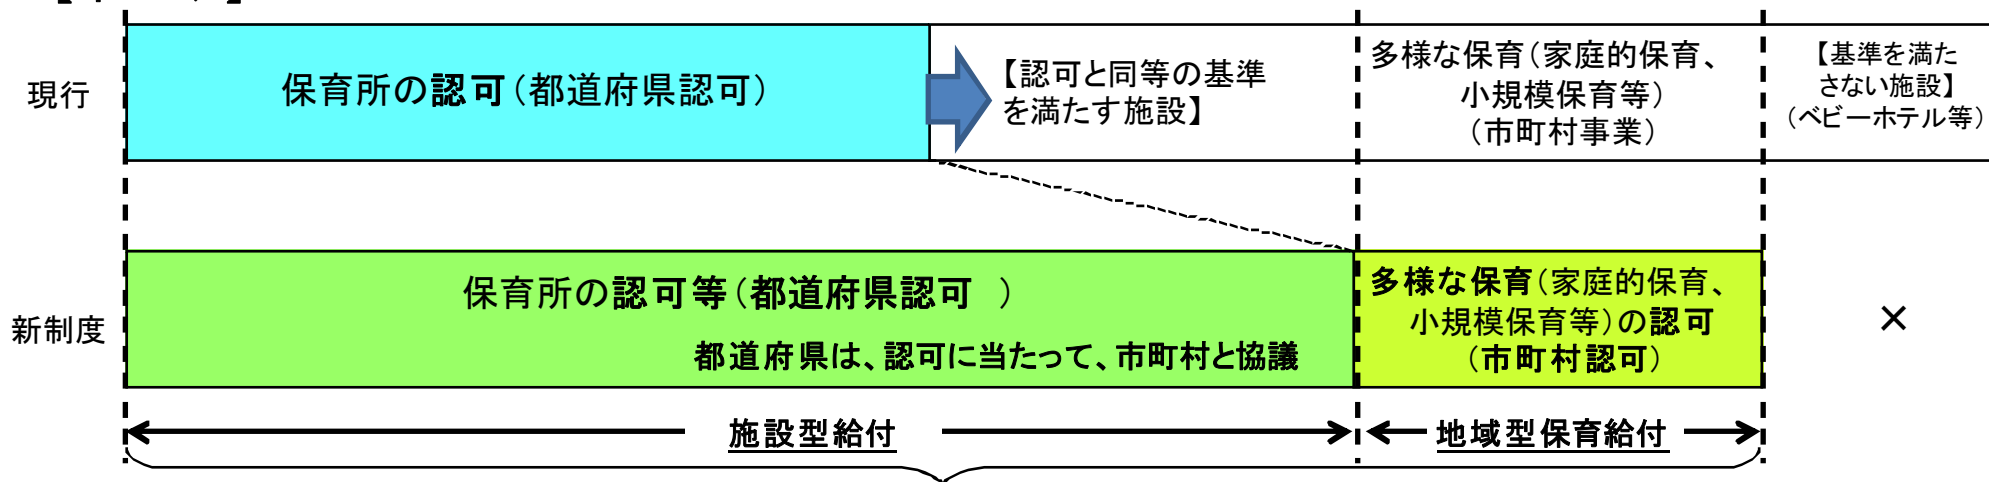 現行
保育所の認可(都道府県認可)
【認可と同等の基準
を満たす施設】
多様な保育(家庭的保育、
小規模保育等)
(市町村事業)
【基準を満た
さない施設】
(ベビーホテル等)
新制度
保育所の認可等(都道府県認可 )
都道府県は、認可に当たって、市町村と協議
多様な保育(家庭的保育、
小規模保育等)の認可
(市町村認可)
×
施設型給付
地域型保育給付